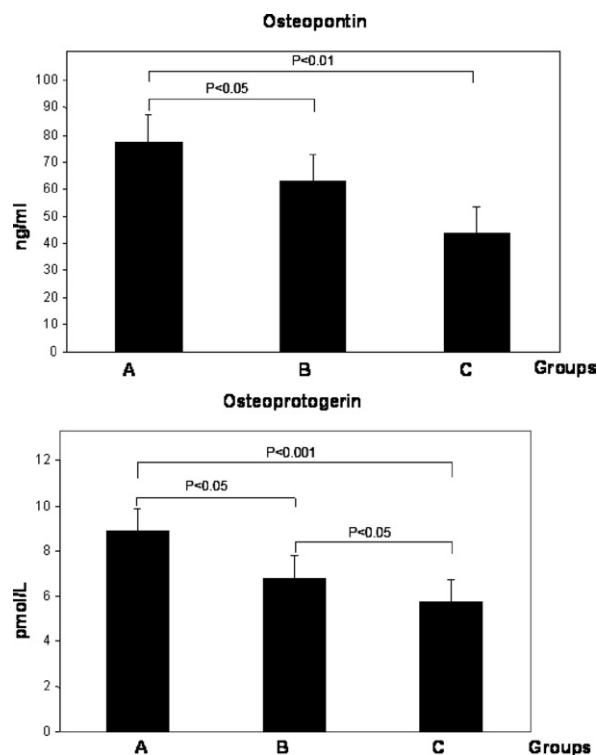 Osteopontin
P<0.01
P<0.05
100
90
80
70
60
50
40
30
20
10
0
ng/ml
A B C Groups
Osteoprotogerin
P<0.001
P<0.05
P<0.05
12
10
8
6
4
2
0
pmol/L
A B C Groups